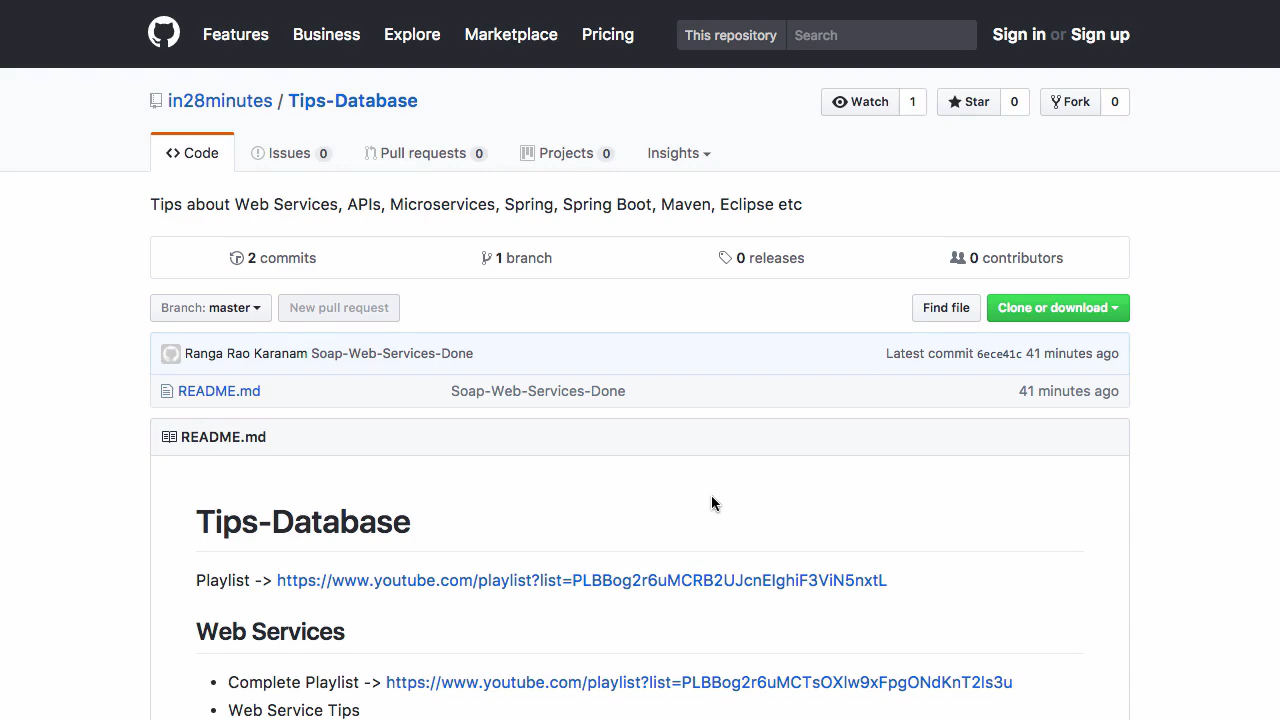 Features Business Explore Marketplace Pricing This repository Search Sign in or Sign up
in28minutes / Tips-Database Watch 1 Star 0 Fork 0
Code Issues 0 Pull requests 0 Projects 0 Insights
Tips about Web Services, APIs, Microservices, Spring, Spring Boot, Maven, Eclipse etc
2 commits 1 branch 0 releases 0 contributors
Branch: master New pull request Find file Clone or download
Ranga Rao Karanam Soap-Web-Services-Done Latest commit 6ece41c 41 minutes ago
README.md Soap-Web-Services-Done 41 minutes ago
README.md
Tips-Database
Playlist -> https://www.youtube.com/playlist?list=PLBBog2r6uMCRB2UJcnEIghiF3ViN5nxtL
Web Services
• Complete Playlist -> https://www.youtube.com/playlist?list=PLBBog2r6uMCTsOXlw9xFpgONdKnT2ls3u
• Web Service Tips